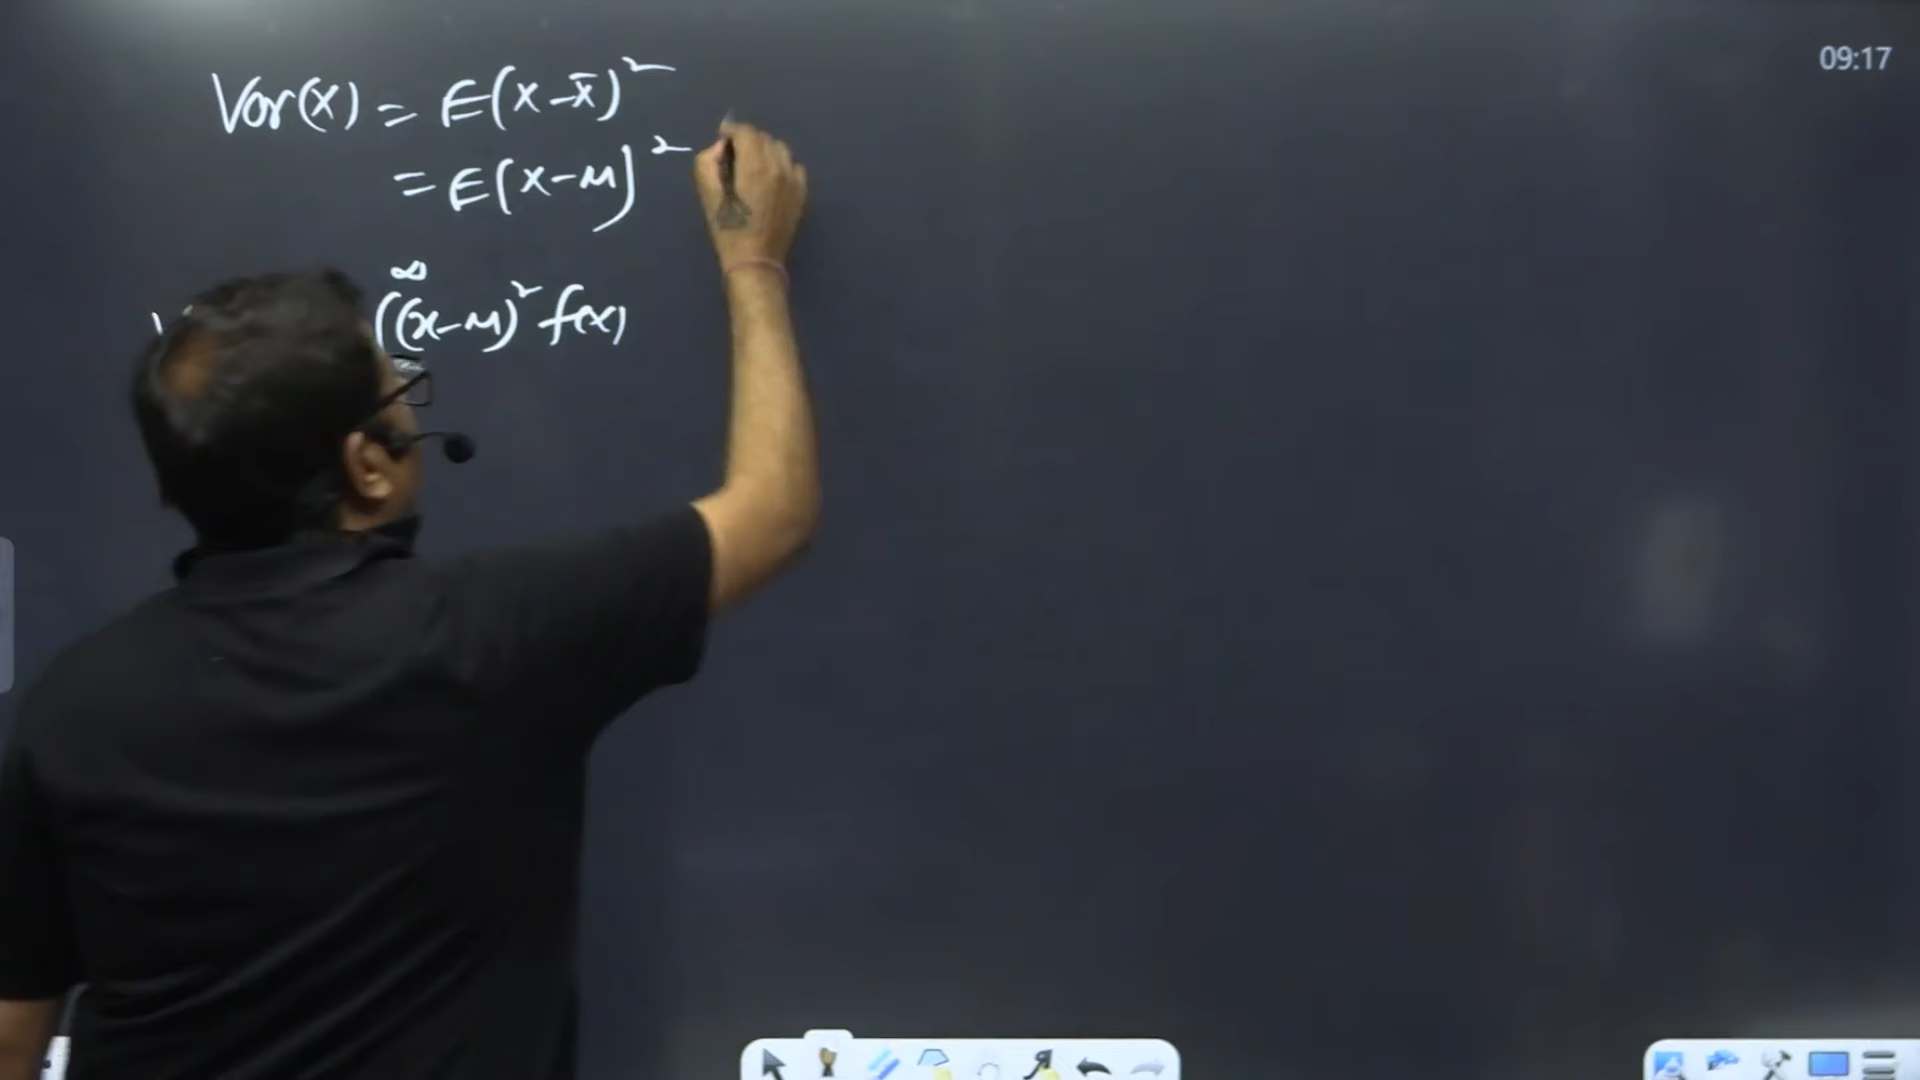 09:17
Var(x) = E(x-x̄)²
= E(x-μ)²
∞
∫(x-μ)² f(x)